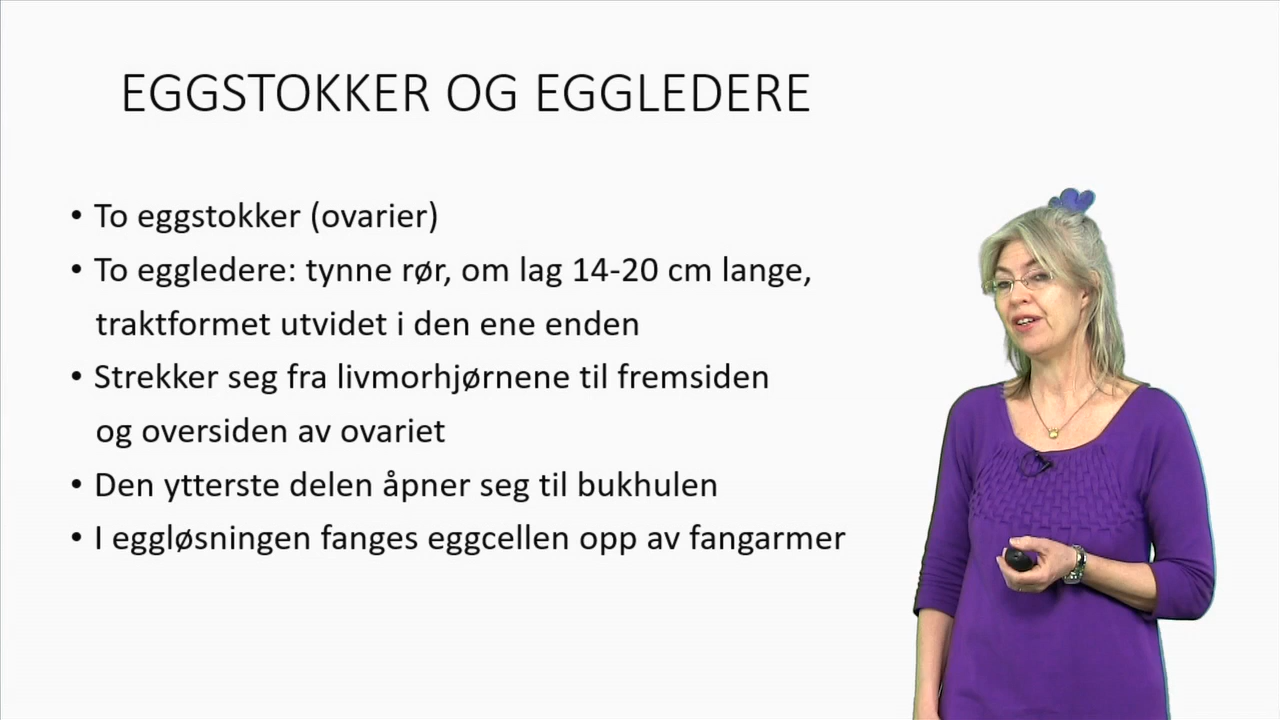 EGGSTOKKER OG EGGLEDERE
• To eggstokker (ovarier)
• To eggledere: tynne rør, om lag 14-20 cm lange,
traktformet utvidet i den ene enden
• Strekker seg fra livmorhjørnene til fremsiden
og oversiden av ovariet
• Den ytterste delen åpner seg til bukhulen
• I eggløsningen fanges eggcellen opp av fangarmer